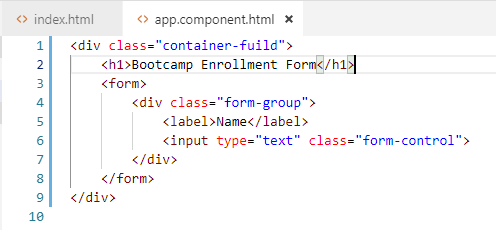 index.html app.component.html
1 <div class="container-fuild">
2     <h1>Bootcamp Enrollment Form</h1>
3     <form>
4         <div class="form-group">
5             <label>Name</label>
6             <input type="text" class="form-control">
7         </div>
8     </form>
9 </div>
10